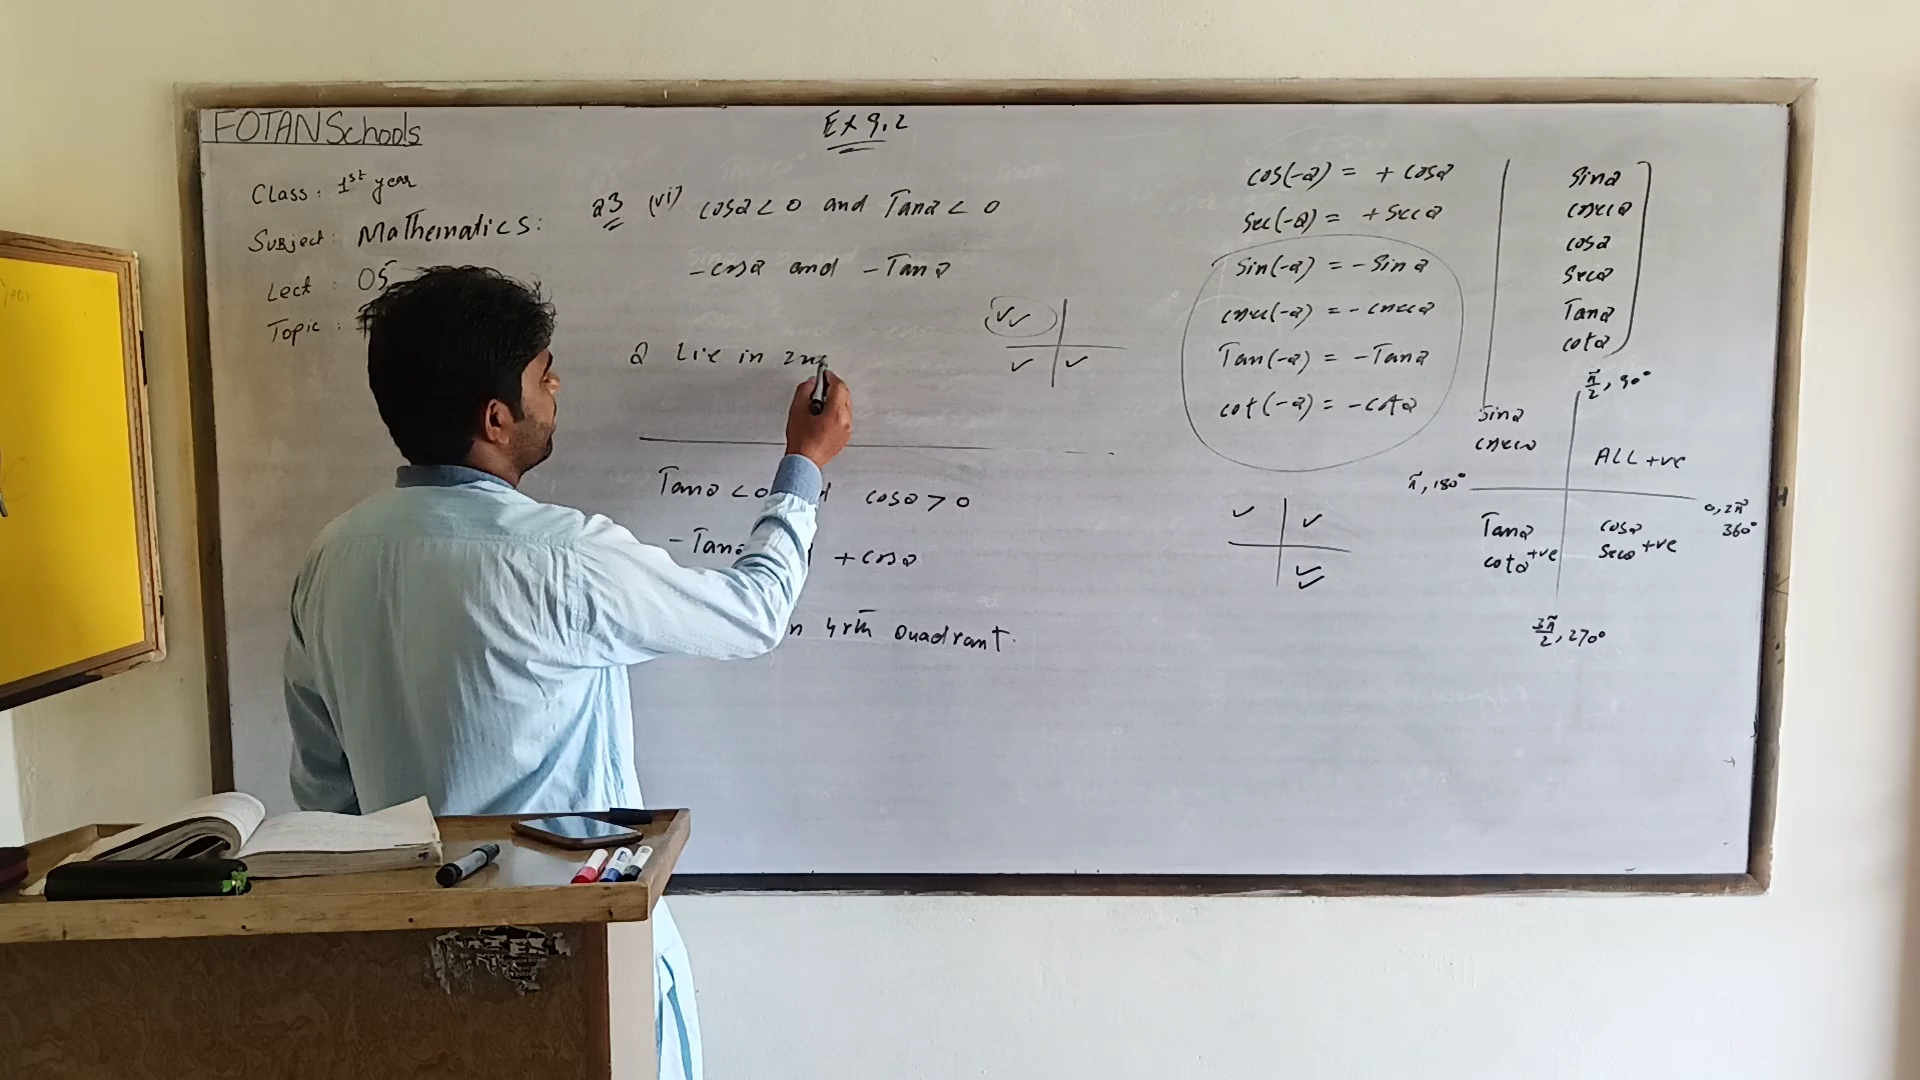 FOTAN Schools
Ex 9.2
Class: 1st year
Subject: Mathematics:
Lect: 05
Topic:
Q3 (vi) cosθ < 0 and Tanθ < 0
-cosθ and -Tanθ
θ Lie in 2n
Tanθ < 0 cosθ > 0
-Tanθ +cosθ
n 4rth Quadrant.
cos(-θ) = + cosθ
Sec(-θ) = + Secθ
Sin(-θ) = - Sinθ
cosec(-θ) = - cosecθ
Tan(-θ) = - Tanθ
cot(-θ) = - cotθ
Sinθ
cosecθ
cosθ
Secθ
Tanθ
cotθ
π/2, 90°
Sinθ
cosecθ
ALL +ve
π, 180°
0, 2π
360°
Tanθ
cotθ +ve
cosθ
Secθ +ve
3π/2, 270°